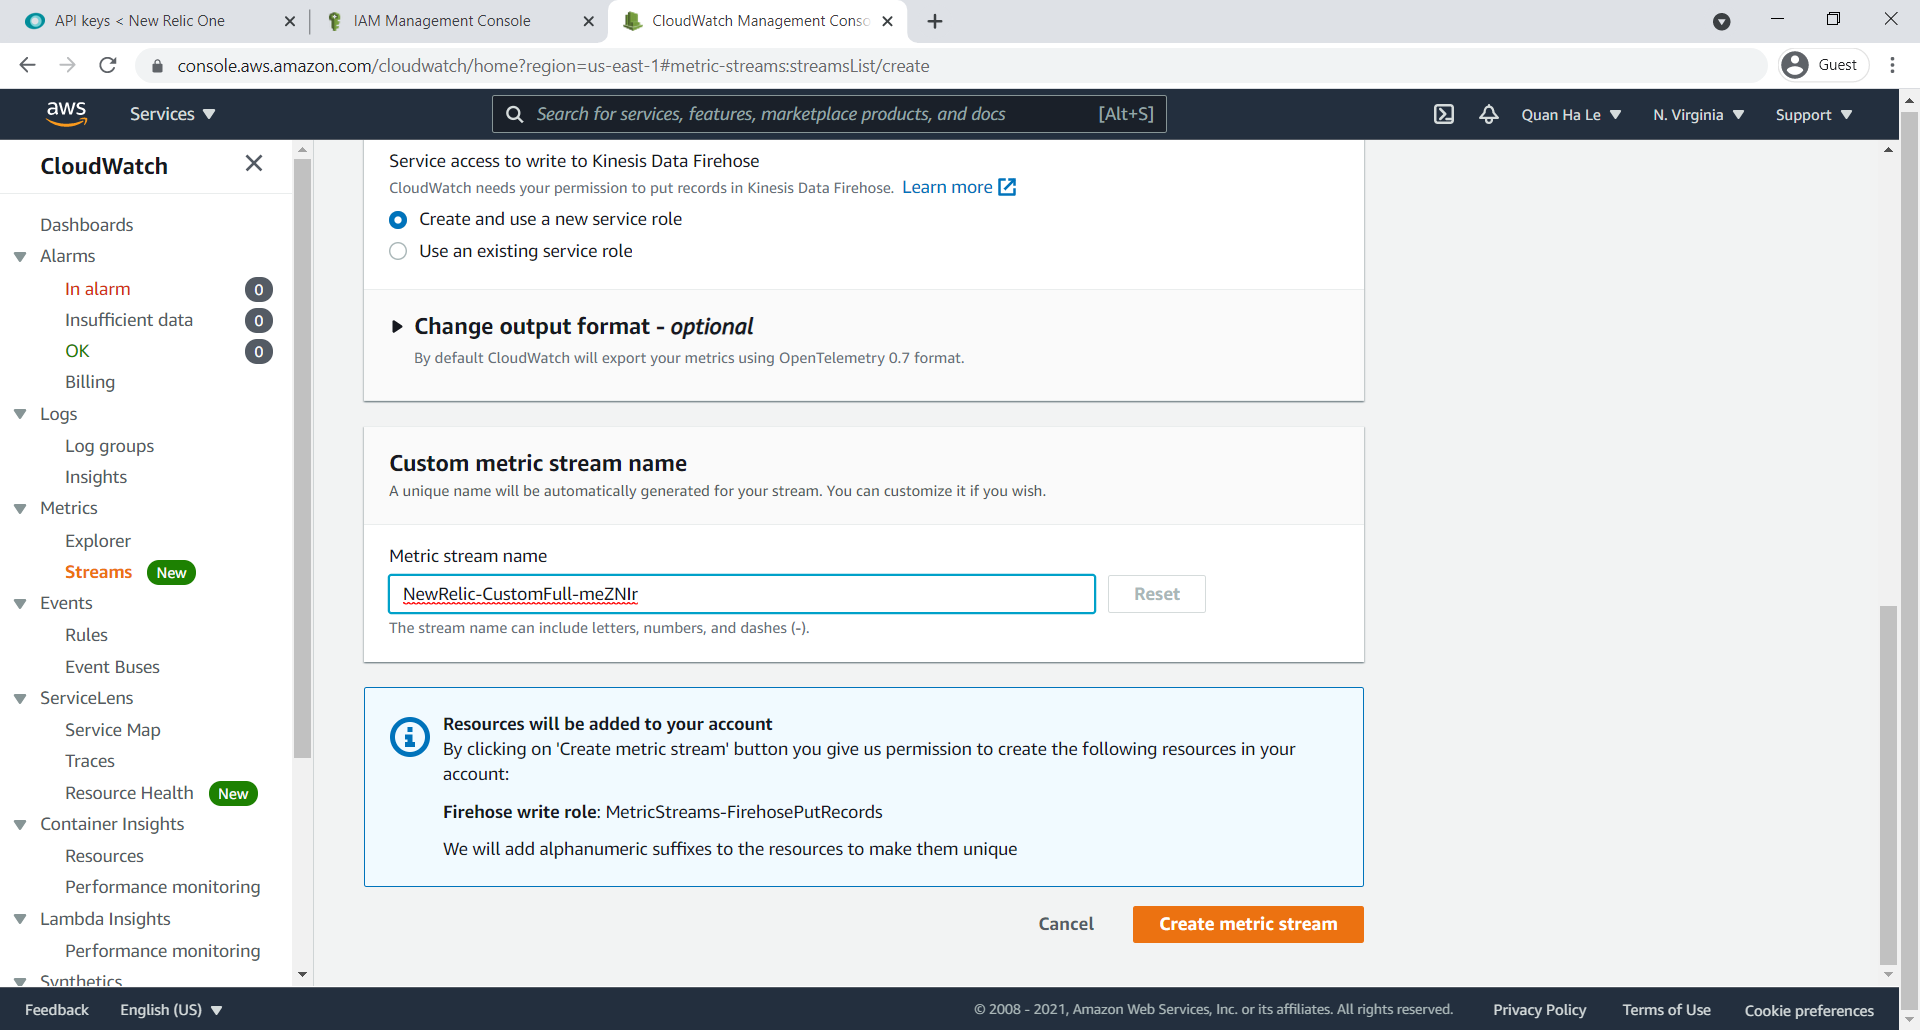 API keys < New Relic One
IAM Management Console
CloudWatch Management Conso
console.aws.amazon.com/cloudwatch/home?region=us-east-1#metric-streams:streamsList/create
Guest
aws
Services
Search for services, features, marketplace products, and docs
[Alt+S]
Quan Ha Le
N. Virginia
Support
CloudWatch
Dashboards
Alarms
In alarm 0
Insufficient data 0
OK 0
Billing
Logs
Log groups
Insights
Metrics
Explorer
Streams New
Events
Rules
Event Buses
ServiceLens
Service Map
Traces
Resource Health New
Container Insights
Resources
Performance monitoring
Lambda Insights
Performance monitoring
Synthetics
Service access to write to Kinesis Data Firehose
CloudWatch needs your permission to put records in Kinesis Data Firehose. Learn more
Create and use a new service role
Use an existing service role
Change output format - optional
By default CloudWatch will export your metrics using OpenTelemetry 0.7 format.
Custom metric stream name
A unique name will be automatically generated for your stream. You can customize it if you wish.
Metric stream name
NewRelic-CustomFull-meZNIr
Reset
The stream name can include letters, numbers, and dashes (-).
Resources will be added to your account
By clicking on 'Create metric stream' button you give us permission to create the following resources in your
account:
Firehose write role: MetricStreams-FirehosePutRecords
We will add alphanumeric suffixes to the resources to make them unique
Cancel
Create metric stream
Feedback
English (US)
© 2008 - 2021, Amazon Web Services, Inc. or its affiliates. All rights reserved.
Privacy Policy
Terms of Use
Cookie preferences